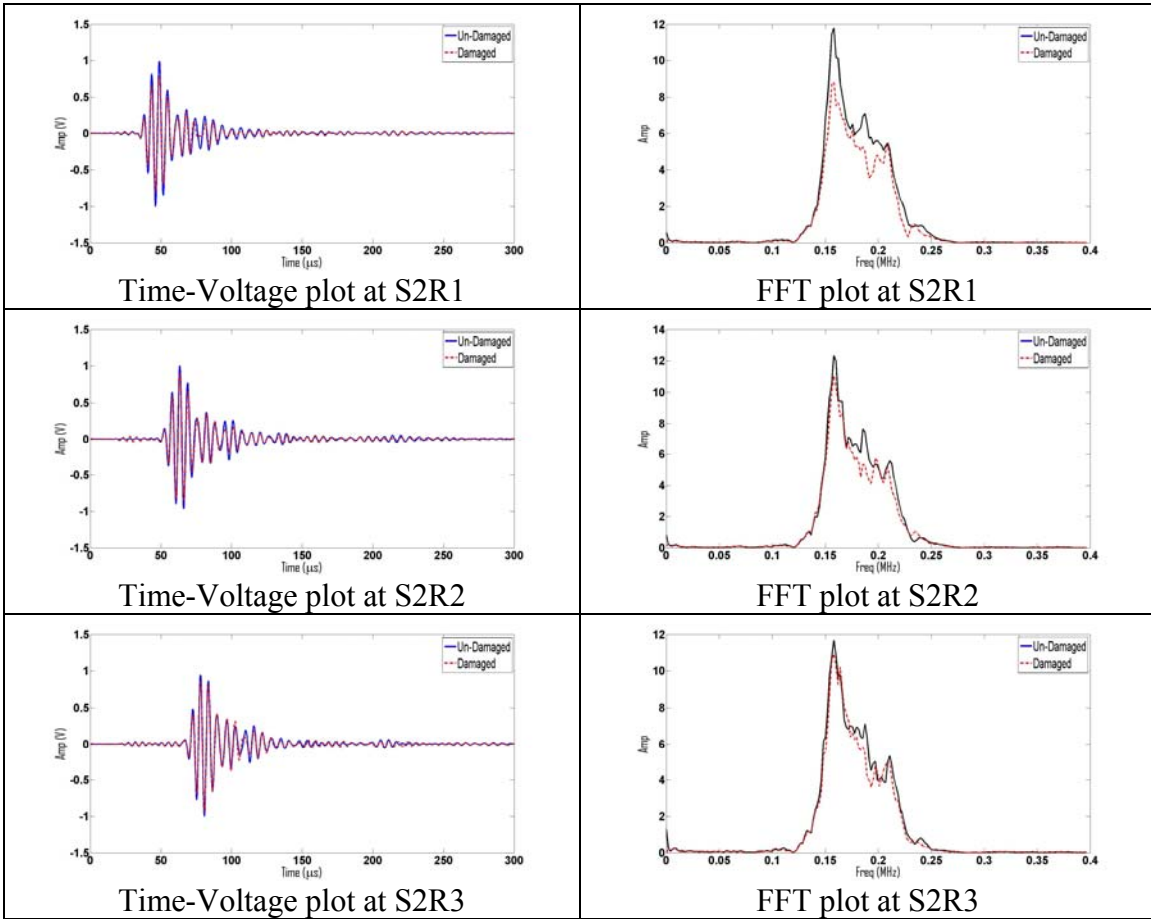 1.5
1
0.5
0
-0.5
-1
-1.5
Amp (V)
0 50 100 150 200 250 300
Time (μs)
Un-Damaged
Damaged
Time-Voltage plot at S2R1
12
10
8
6
4
2
0
Amp
0 0.05 0.1 0.15 0.2 0.25 0.3 0.35 0.4
Freq (MHz)
Un-Damaged
Damaged
FFT plot at S2R1
1.5
1
0.5
0
-0.5
-1
-1.5
Amp (V)
0 50 100 150 200 250 300
Time (μs)
Un-Damaged
Damaged
Time-Voltage plot at S2R2
14
12
10
8
6
4
2
0
Amp
0 0.05 0.1 0.15 0.2 0.25 0.3 0.35 0.4
Freq (MHz)
Un-Damaged
Damaged
FFT plot at S2R2
1.5
1
0.5
0
-0.5
-1
-1.5
Amp (V)
0 50 100 150 200 250 300
Time (μs)
Un-Damaged
Damaged
Time-Voltage plot at S2R3
12
10
8
6
4
2
0
Amp
0 0.05 0.1 0.15 0.2 0.25 0.3 0.35 0.4
Freq (MHz)
Un-Damaged
Damaged
FFT plot at S2R3